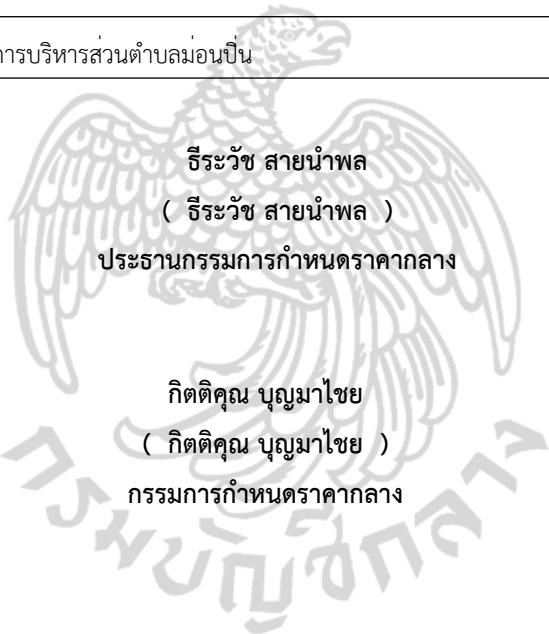 การบริหารส่วนตำบลม่อนปิ่น
ธีระวัช สายนำพล
( ธีระวัช สายนำพล )
ประธานกรรมการกำหนดราคากลาง
กิตติคุณ บุญมาไชย
( กิตติคุณ บุญมาไชย )
กรรมการกำหนดราคากลาง
กรมบัญชีกลาง